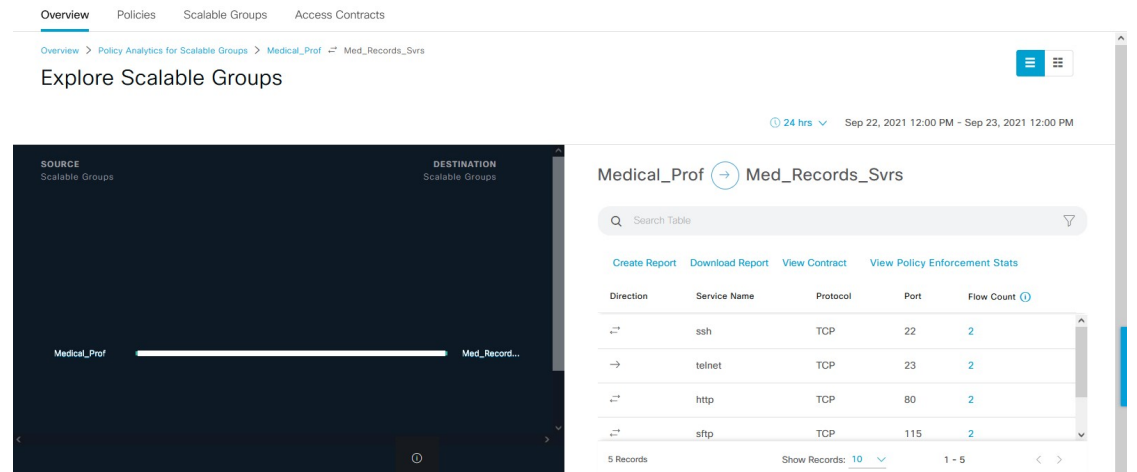 Overview Policies Scalable Groups Access Contracts
Overview > Policy Analytics for Scalable Groups > Medical_Prof ⇄ Med_Records_Svrs
Explore Scalable Groups
24 hrs Sep 22, 2021 12:00 PM - Sep 23, 2021 12:00 PM
SOURCE
Scalable Groups
DESTINATION
Scalable Groups
Medical_Prof
Med_Record...
Medical_Prof → Med_Records_Svrs
Search Table
Create Report Download Report View Contract View Policy Enforcement Stats
Direction Service Name Protocol Port Flow Count
⇄ ssh TCP 22 2
→ telnet TCP 23 2
⇄ http TCP 80 2
⇄ sftp TCP 115 2
5 Records Show Records: 10 1 - 5 < >